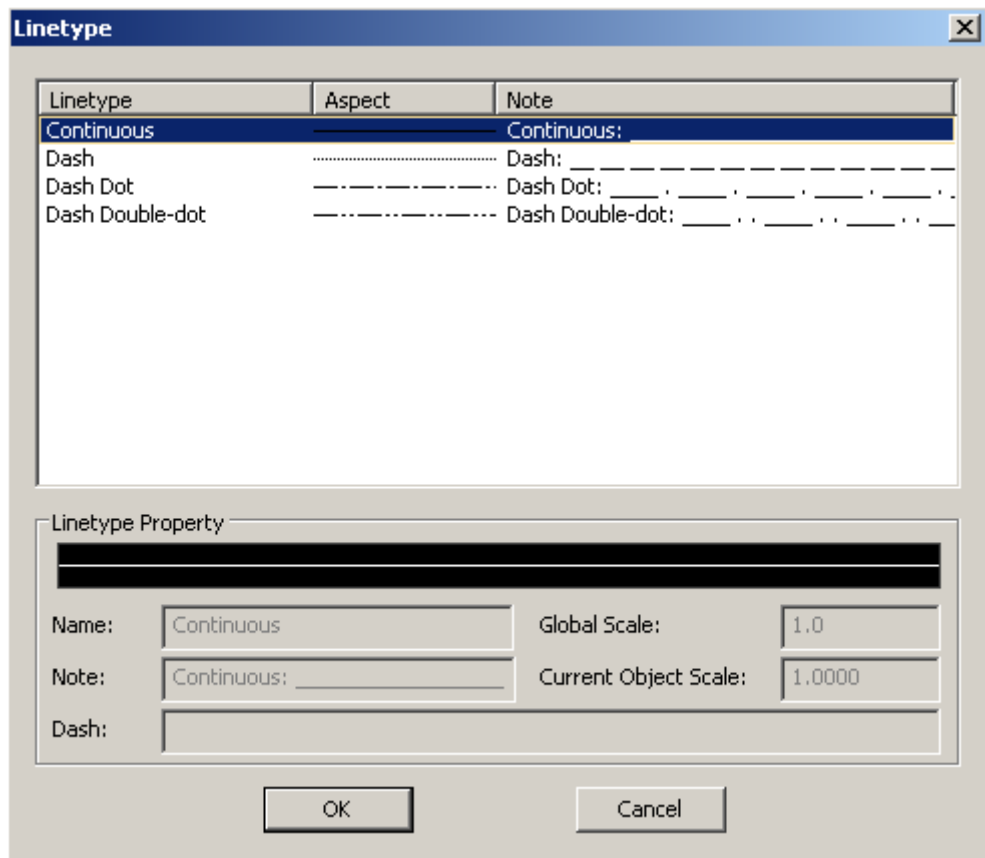 Linetype
Linetype Aspect Note
Continuous Continuous: ____________________
Dash Dash: __ __ __ __ __ __ __ __ __ __ __ __ __
Dash Dot Dash Dot: ____ . ____ . ____ . ____ . ____ . _
Dash Double-dot Dash Double-dot: ____ . . ____ . . ____ . . __
Linetype Property
Name: Continuous Global Scale: 1.0
Note: Continuous: ____________________ Current Object Scale: 1.0000
Dash:
OK Cancel